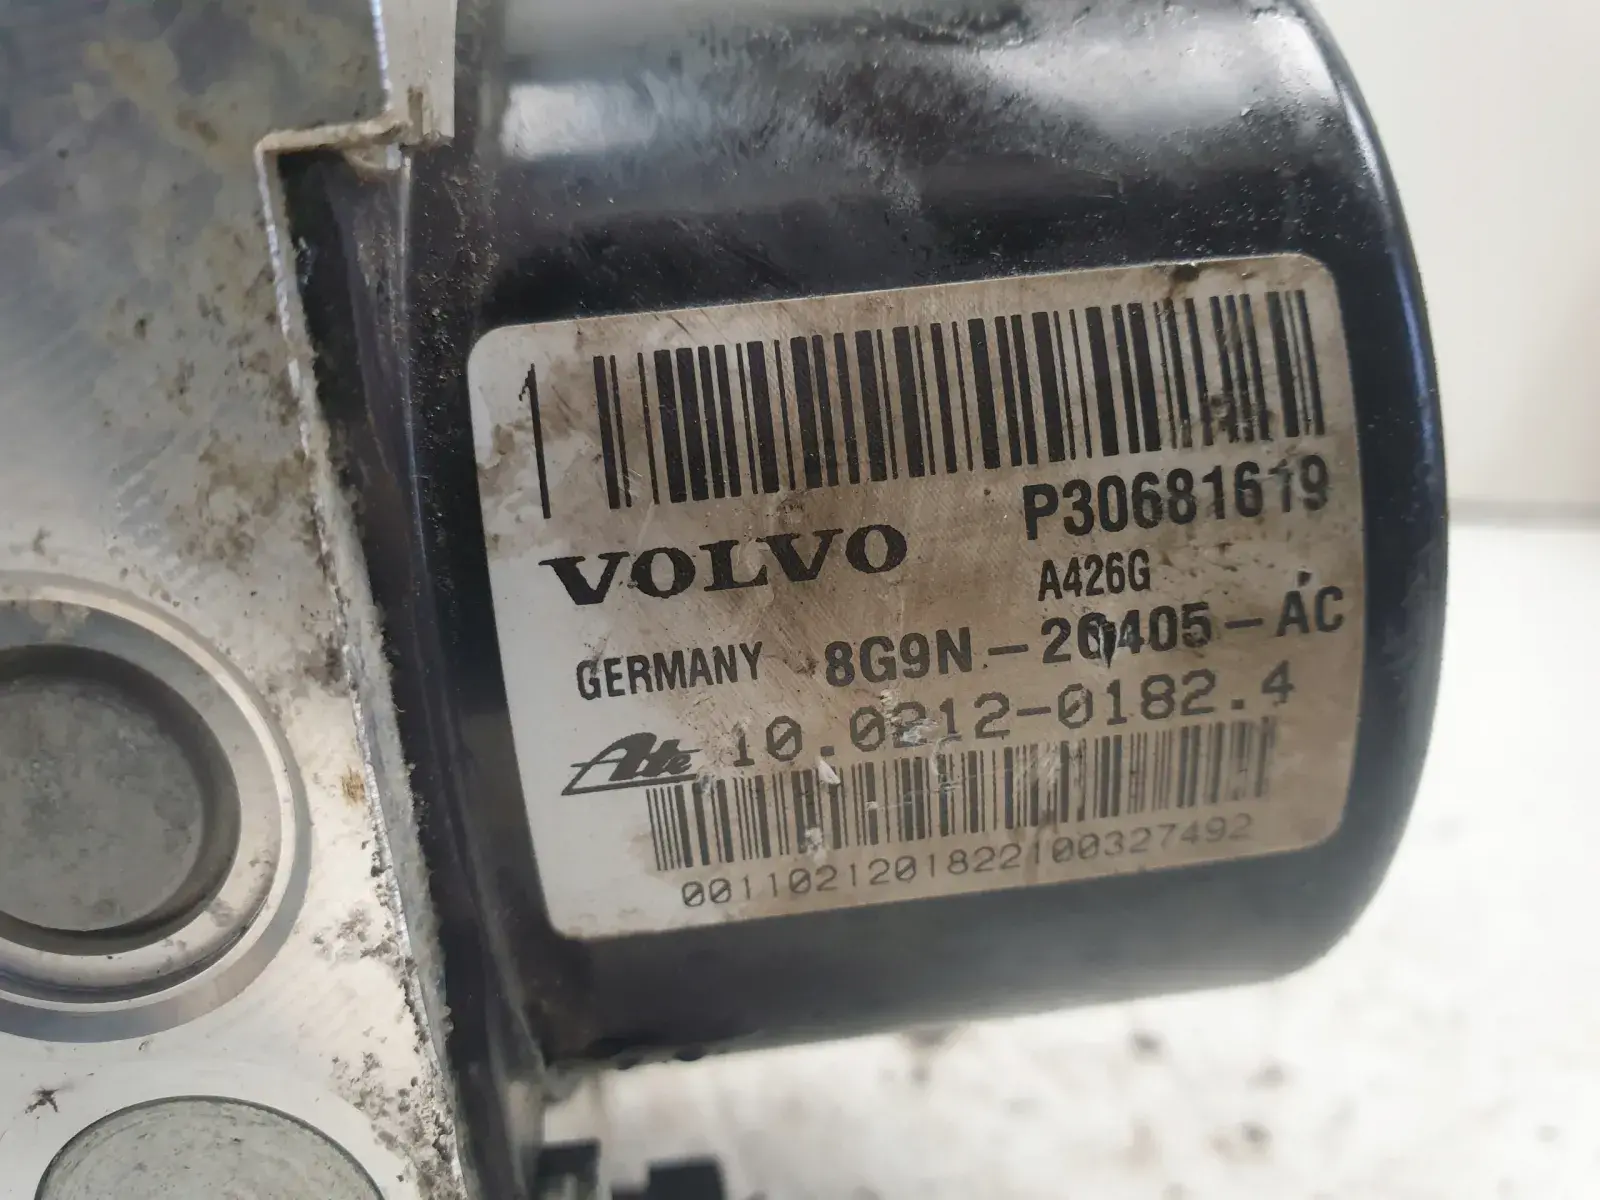 P30681619
VOLVO
A426G
GERMANY 8G9N-2C405-AC
Ate 10.0212-0182.4
0011021201822100327492